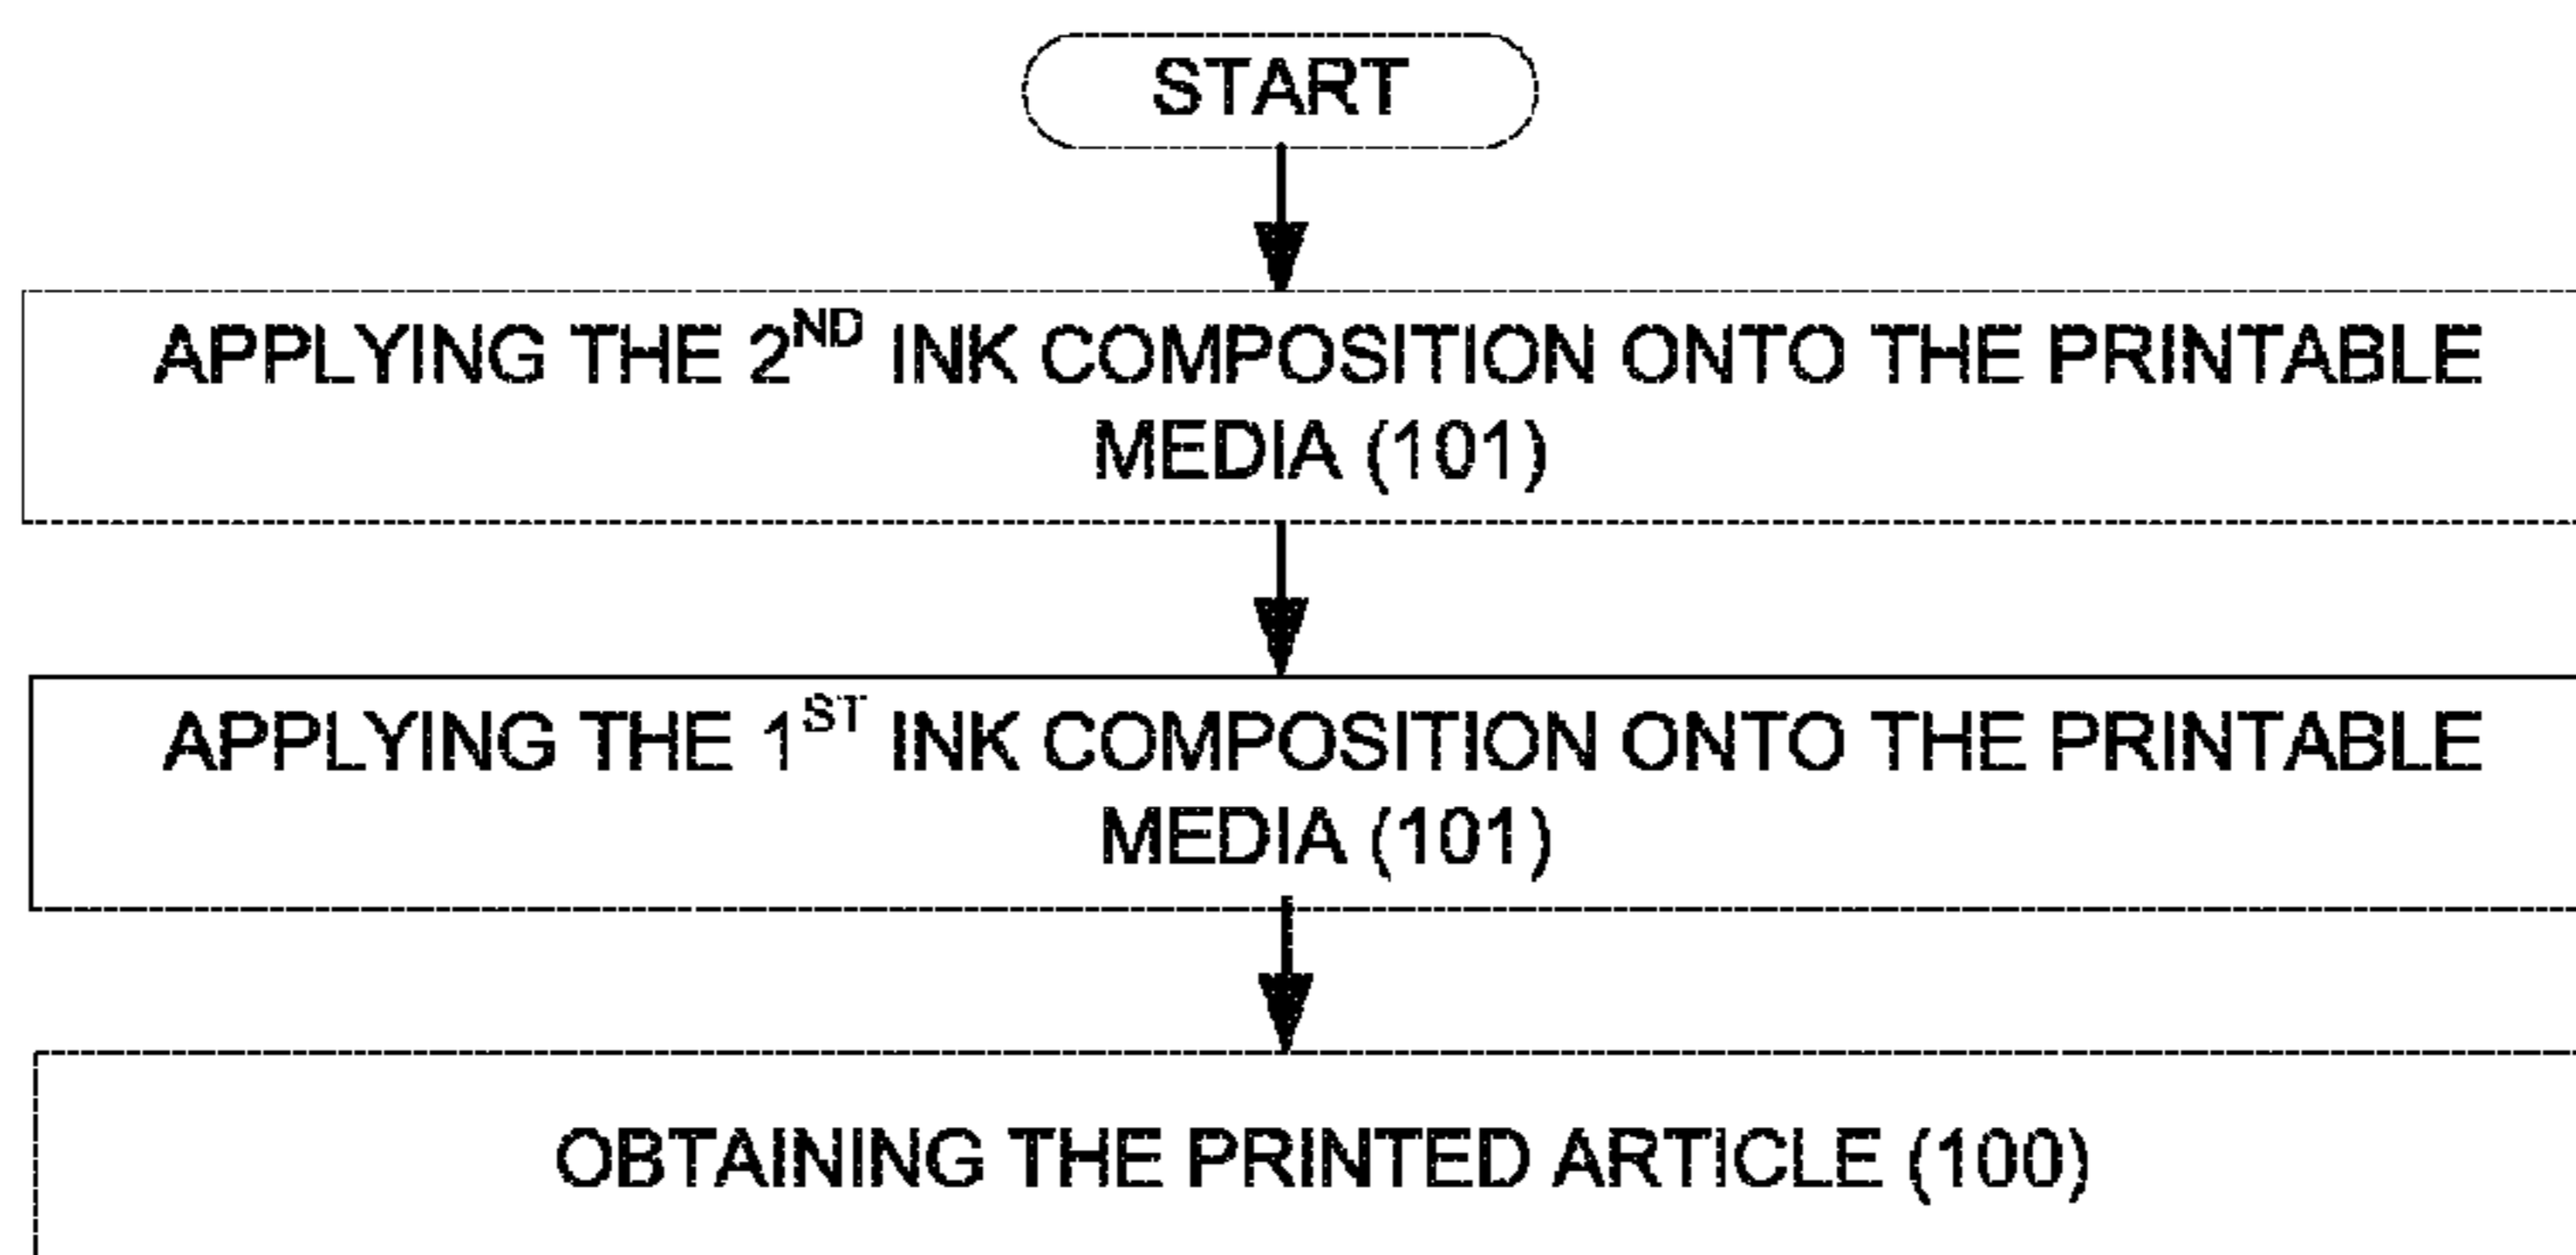 START
APPLYING THE 2ND INK COMPOSITION ONTO THE PRINTABLE
MEDIA (101)
APPLYING THE 1ST INK COMPOSITION ONTO THE PRINTABLE
MEDIA (101)
OBTAINING THE PRINTED ARTICLE (100)